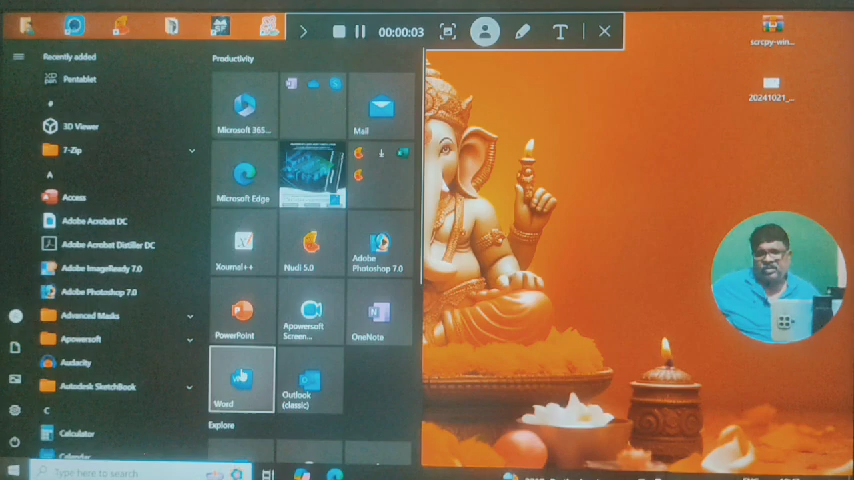 00:00:03
T
scrcpy-win...
20241021_...
Recently added
Pentablet
#
3D Viewer
7-Zip
A
Access
Adobe Acrobat DC
Adobe Acrobat Distiller DC
Adobe ImageReady 7.0
Adobe Photoshop 7.0
Advanced Masks
Apowersoft
Audacity
Autodesk SketchBook
C
Calculator
Calendar
Productivity
Microsoft 365...
Mail
Microsoft Edge
Xournal++
Nudi 5.0
Adobe
Photoshop 7.0
PowerPoint
Apowersoft
Screen...
OneNote
Word
Outlook
(classic)
Explore
Type here to search